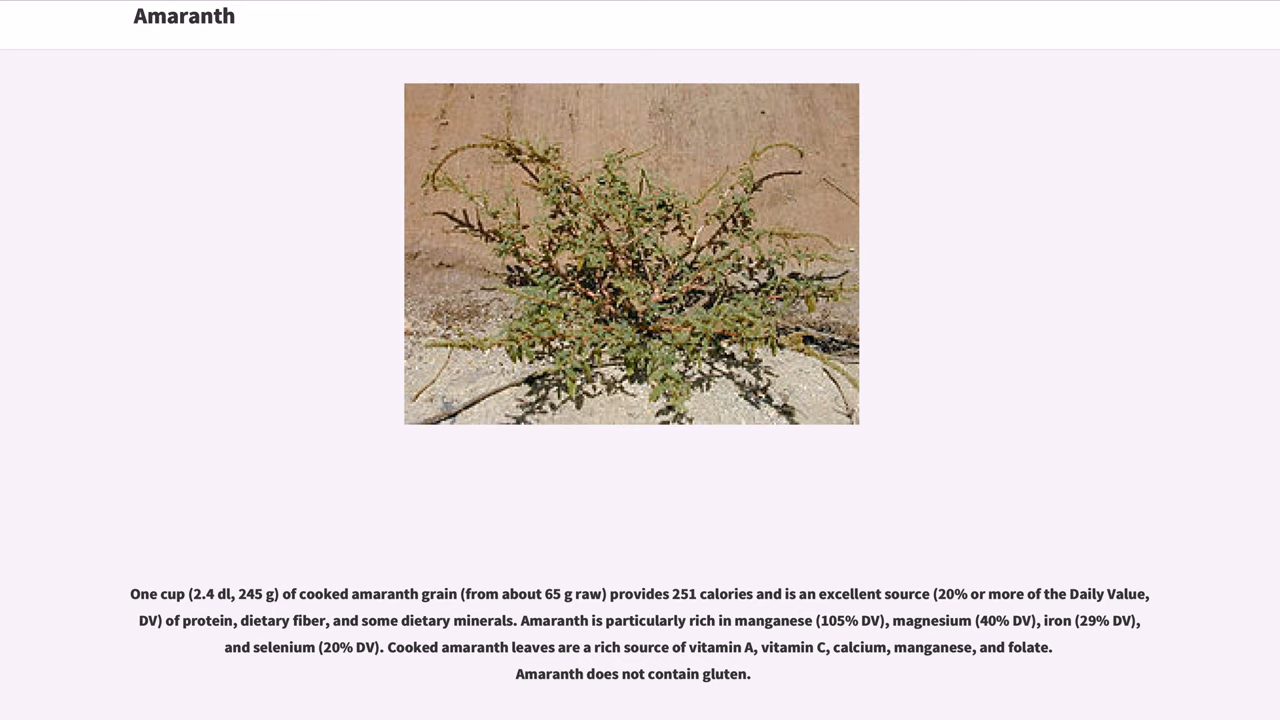 Amaranth
One cup (2.4 dl, 245 g) of cooked amaranth grain (from about 65 g raw) provides 251 calories and is an excellent source (20% or more of the Daily Value,
DV) of protein, dietary fiber, and some dietary minerals. Amaranth is particularly rich in manganese (105% DV), magnesium (40% DV), iron (29% DV),
and selenium (20% DV). Cooked amaranth leaves are a rich source of vitamin A, vitamin C, calcium, manganese, and folate.
Amaranth does not contain gluten.